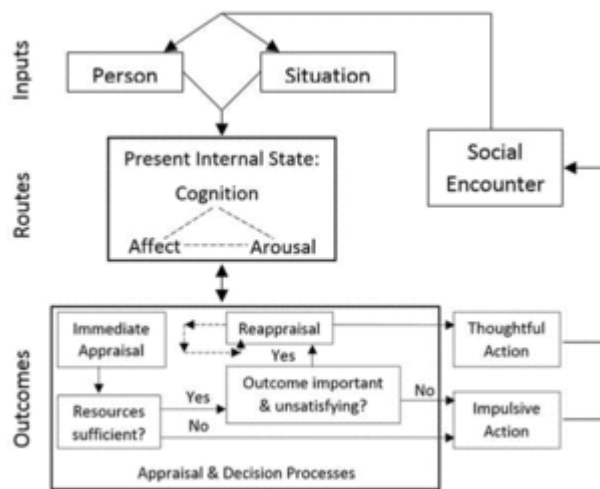 Inputs
Person
Situation
Routes
Present Internal State:
Cognition
Affect
Arousal
Social
Encounter
Outcomes
Immediate
Appraisal
Reappraisal
Thoughtful
Action
Yes
Resources
sufficient?
Yes
No
Outcome important
& unsatisfying?
No
Impulsive
Action
Appraisal & Decision Processes